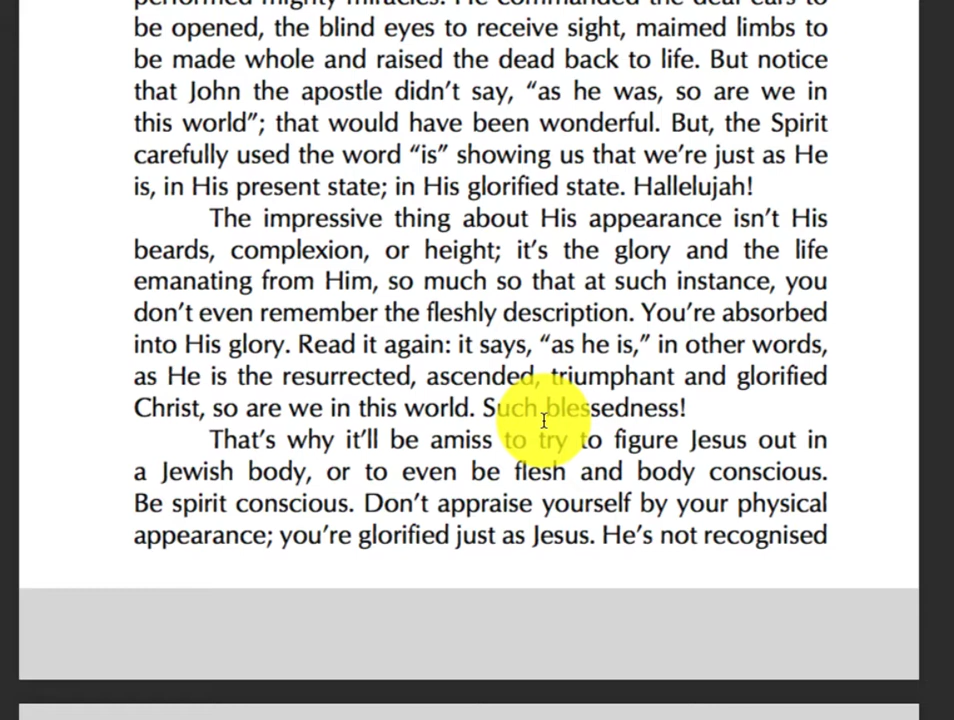 performed mighty miracles. He commanded the deaf ears to
be opened, the blind eyes to receive sight, maimed limbs to
be made whole and raised the dead back to life. But notice
that John the apostle didn’t say, “as he was, so are we in
this world”; that would have been wonderful. But, the Spirit
carefully used the word “is” showing us that we’re just as He
is, in His present state; in His glorified state. Hallelujah!
The impressive thing about His appearance isn’t His
beards, complexion, or height; it’s the glory and the life
emanating from Him, so much so that at such instance, you
don’t even remember the fleshly description. You’re absorbed
into His glory. Read it again: it says, “as he is,” in other words,
as He is the resurrected, ascended, triumphant and glorified
Christ, so are we in this world. Such blessedness!
That’s why it’ll be amiss to try to figure Jesus out in
a Jewish body, or to even be flesh and body conscious.
Be spirit conscious. Don’t appraise yourself by your physical
appearance; you’re glorified just as Jesus. He’s not recognised